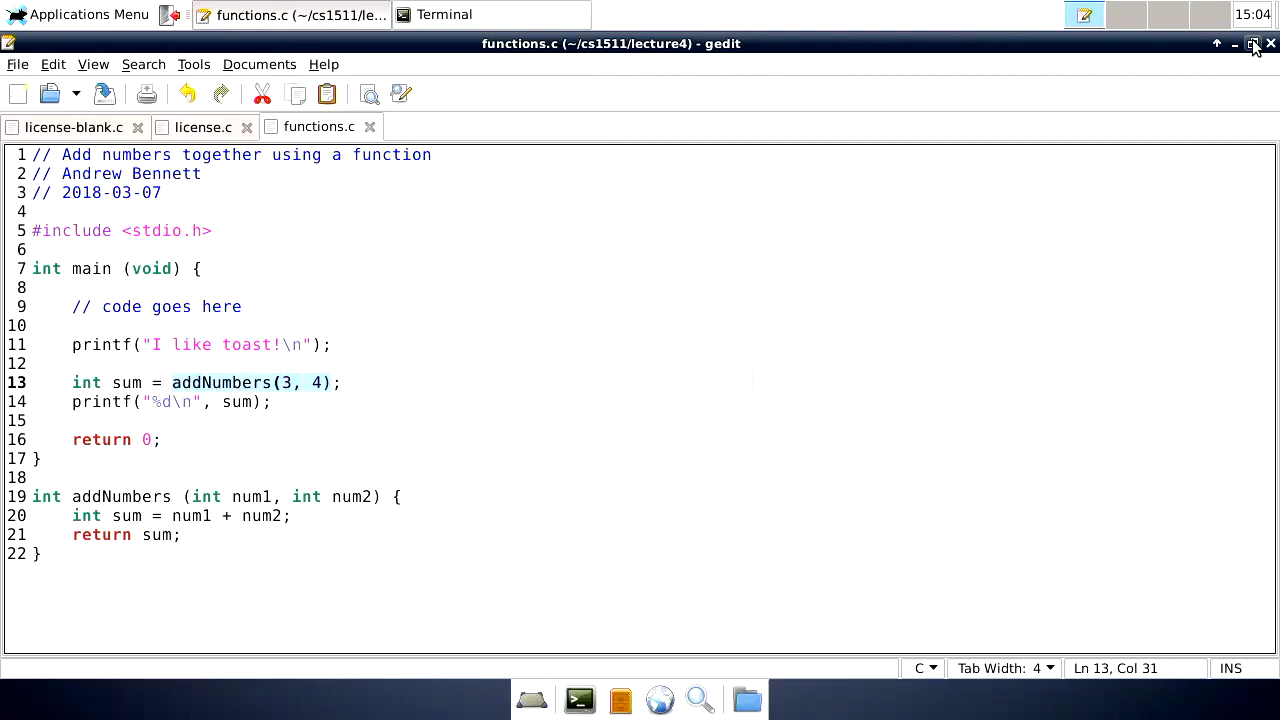 Applications Menu functions.c (~/cs1511/le... Terminal 15:04
functions.c (~/cs1511/lecture4) - gedit
File Edit View Search Tools Documents Help
license-blank.c license.c functions.c
1 // Add numbers together using a function
2 // Andrew Bennett
3 // 2018-03-07
4
5 #include <stdio.h>
6
7 int main (void) {
8
9 // code goes here
10
11 printf("I like toast!\n");
12
13 int sum = addNumbers(3, 4);
14 printf("%d\n", sum);
15
16 return 0;
17 }
18
19 int addNumbers (int num1, int num2) {
20 int sum = num1 + num2;
21 return sum;
22 }
C Tab Width: 4 Ln 13, Col 31 INS